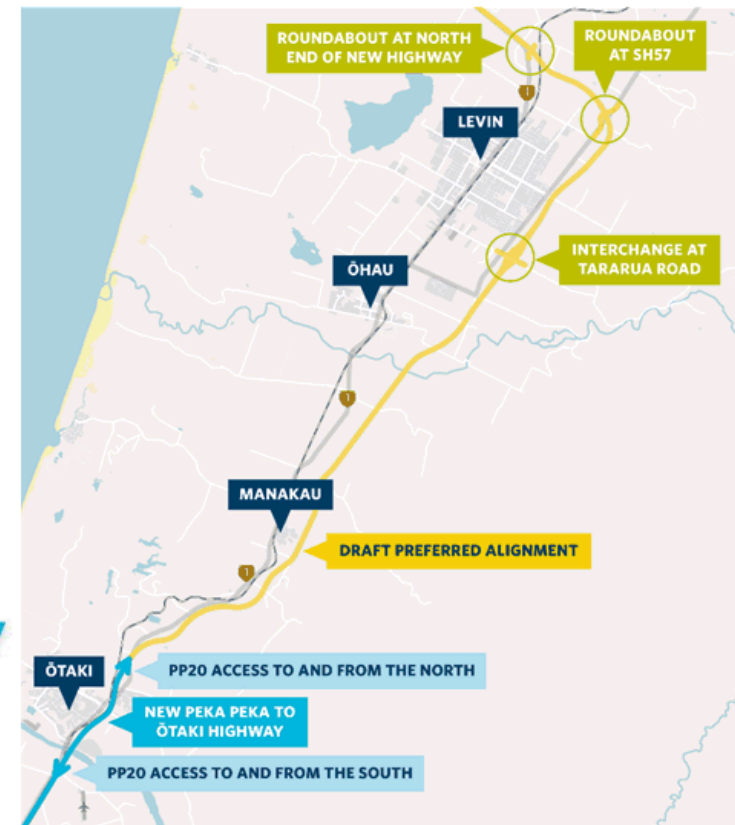 ROUNDABOUT AT NORTH
END OF NEW HIGHWAY
ROUNDABOUT
AT SH57
1
LEVIN
INTERCHANGE AT
TARARUA ROAD
ŌHAU
1
MANAKAU
DRAFT PREFERRED ALIGNMENT
1
ŌTAKI
PP2O ACCESS TO AND FROM THE NORTH
NEW PEKA PEKA TO
ŌTAKI HIGHWAY
PP2O ACCESS TO AND FROM THE SOUTH